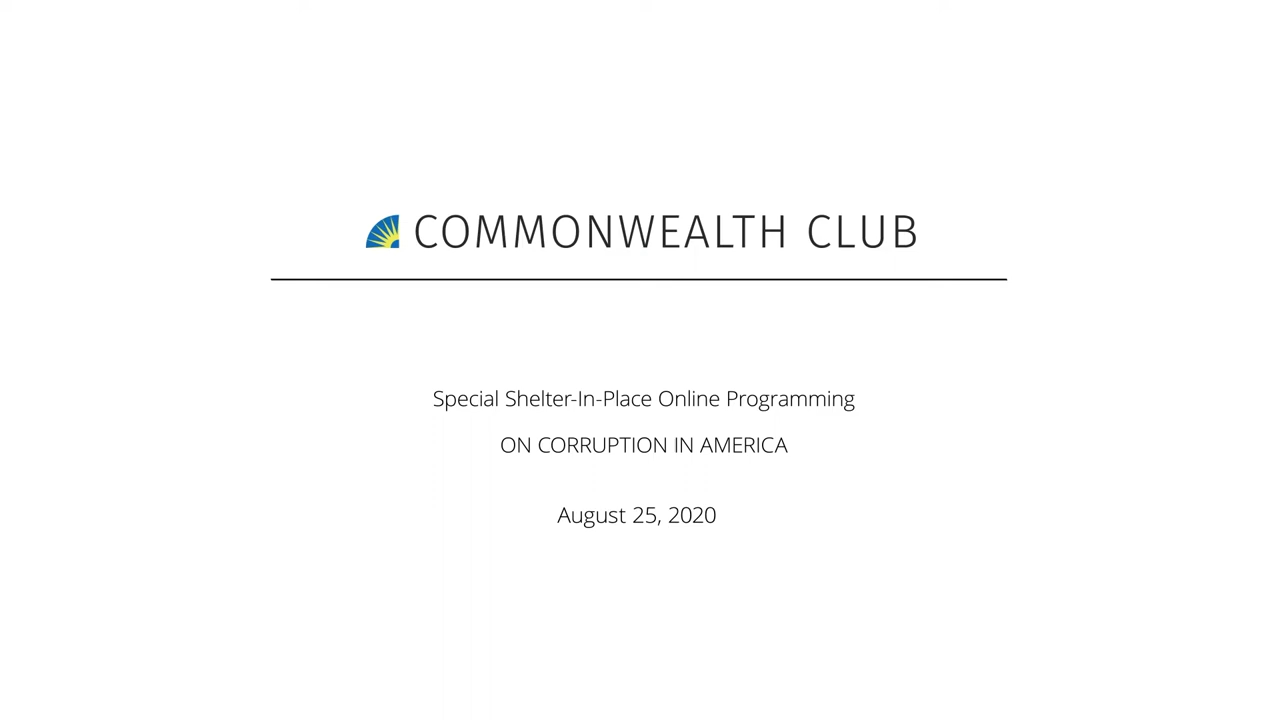 COMMONWEALTH CLUB
Special Shelter-In-Place Online Programming
ON CORRUPTION IN AMERICA
August 25, 2020